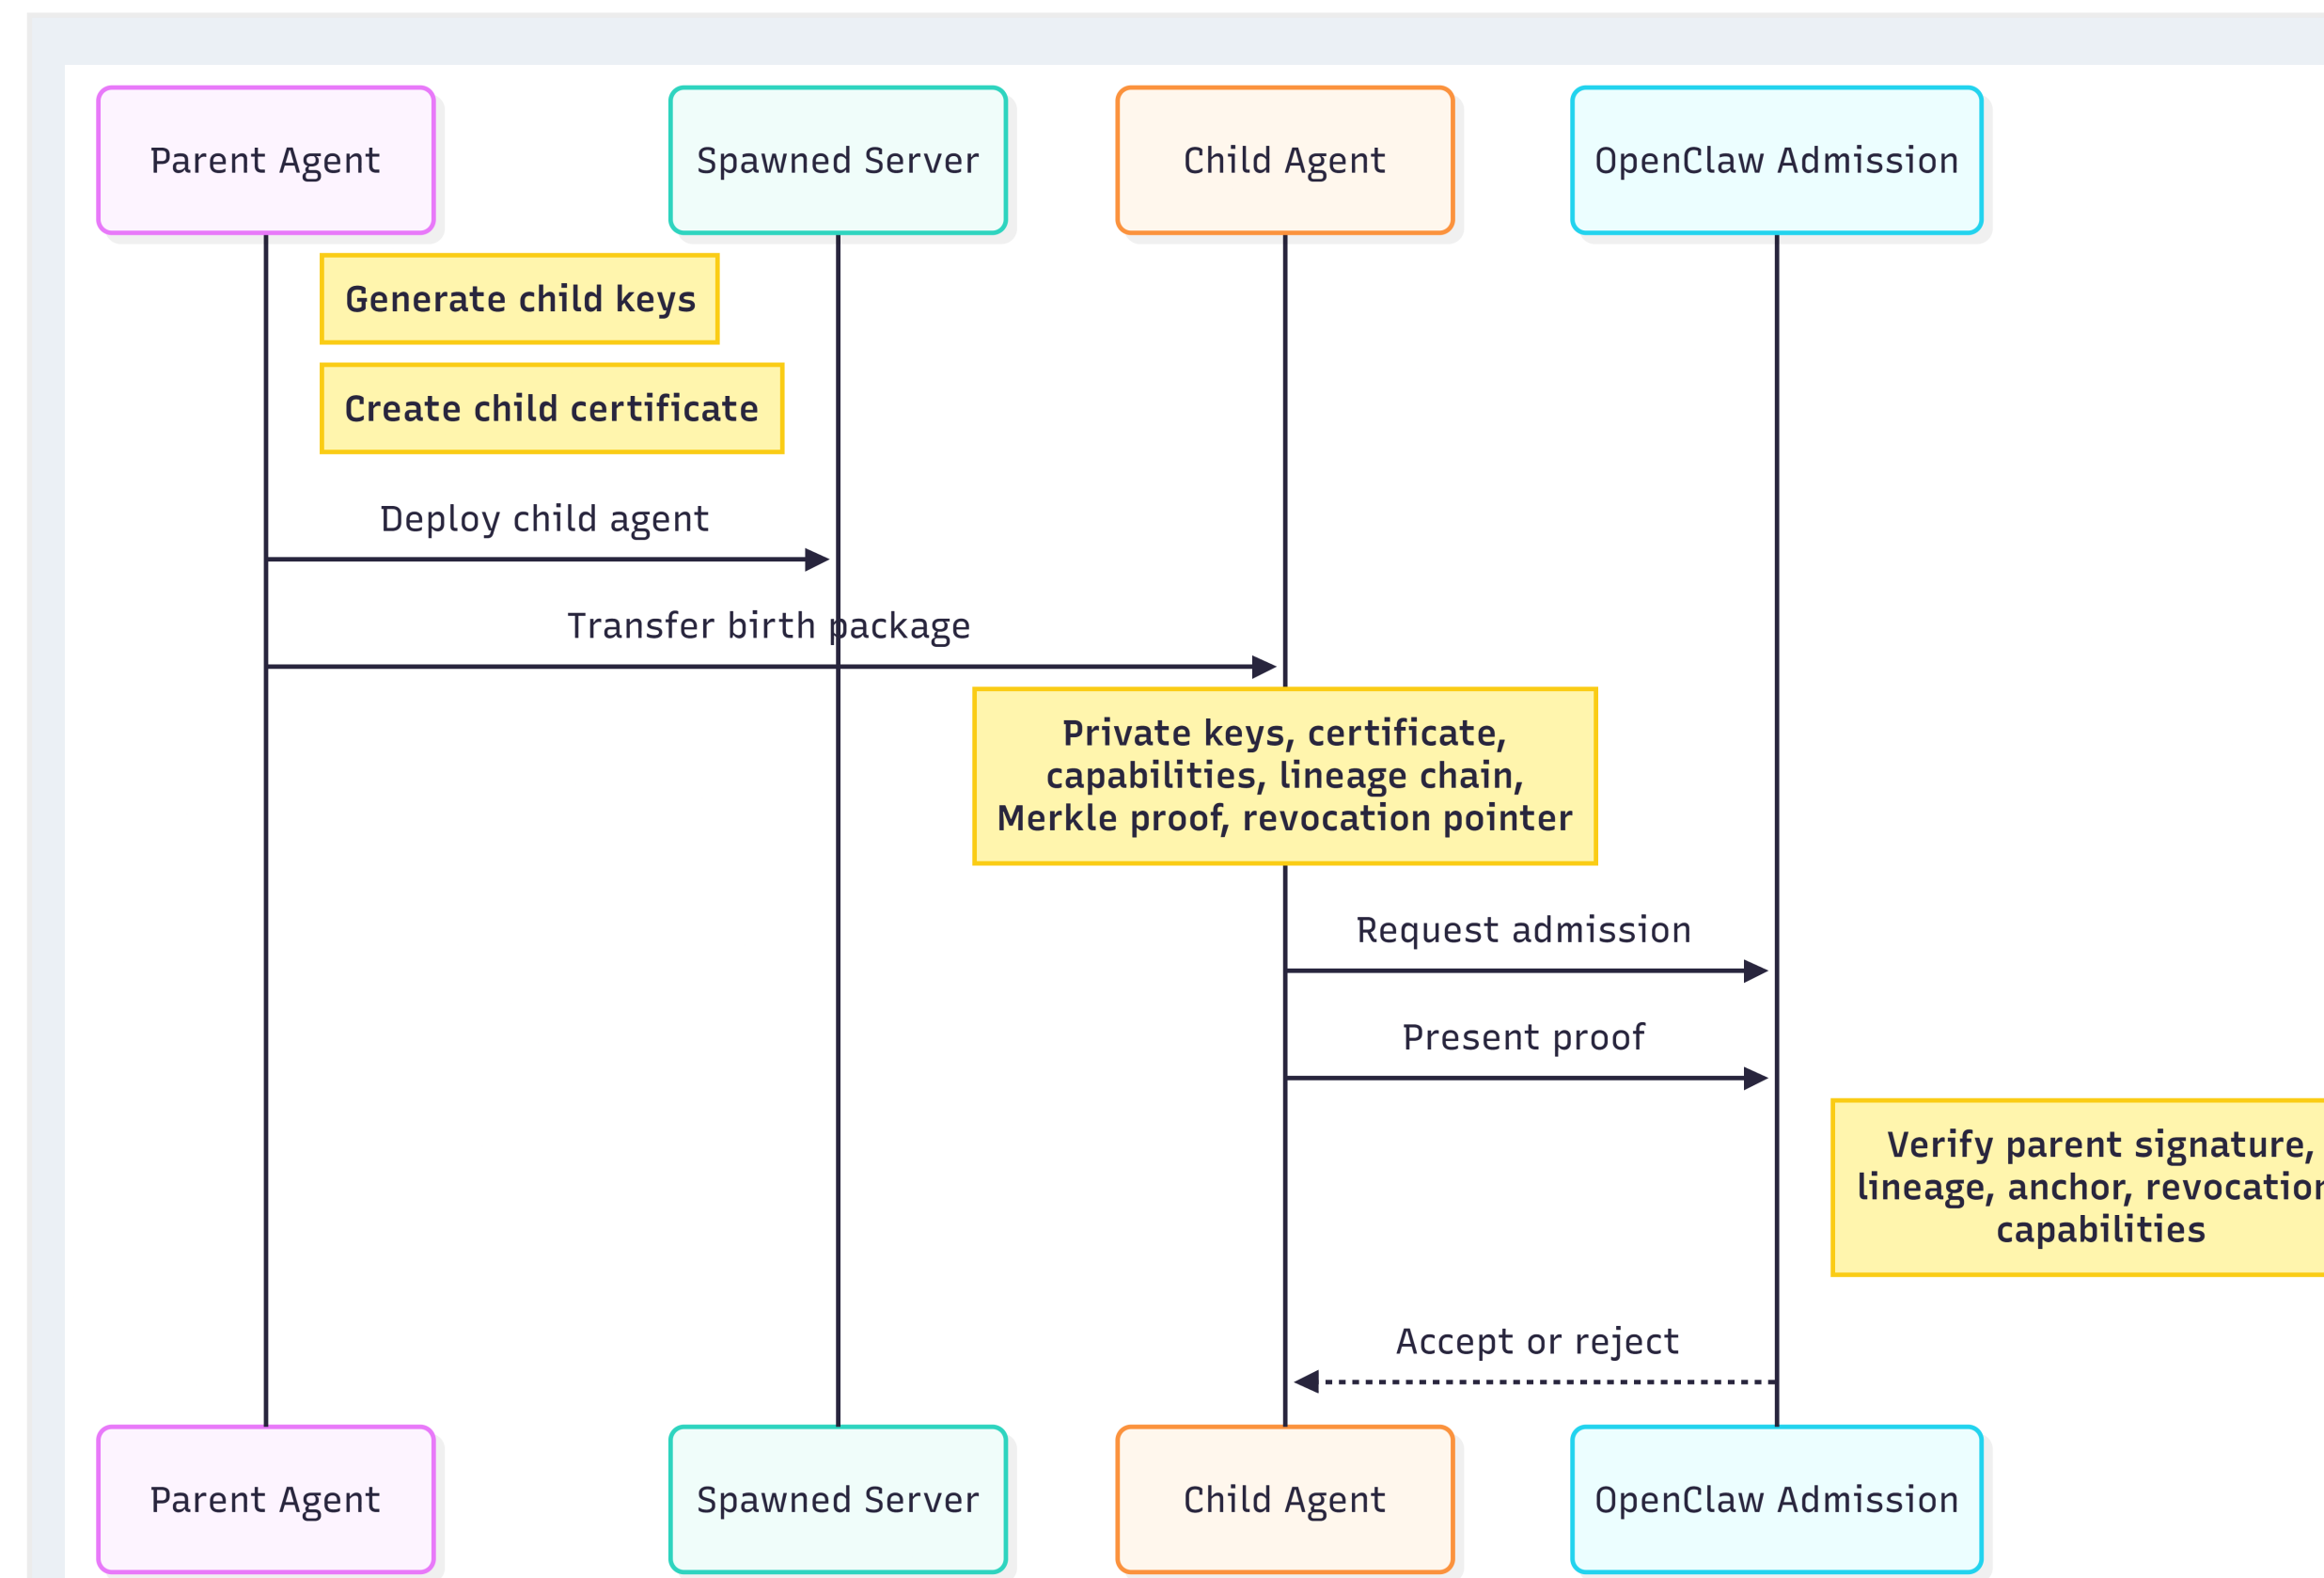 Parent Agent
Spawned Server
Child Agent
OpenClaw Admission
Generate child keys
Create child certificate
Deploy child agent
Transfer birth package
Private keys, certificate,
capabilities, lineage chain,
Merkle proof, revocation pointer
Request admission
Present proof
Verify parent signature,
lineage, anchor, revocation
capabilities
Accept or reject
Parent Agent
Spawned Server
Child Agent
OpenClaw Admission